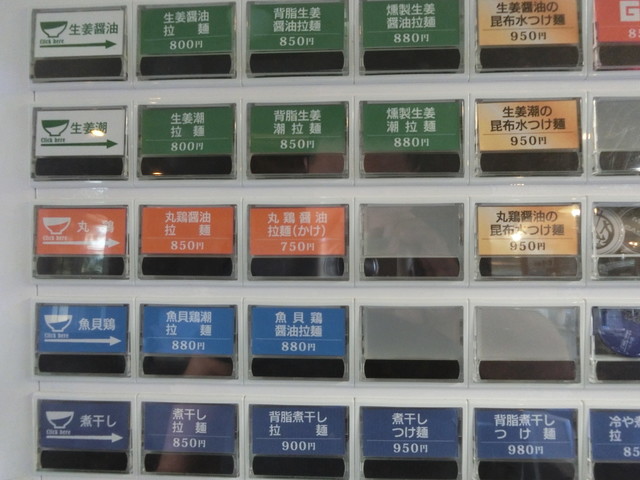 生姜醤油
Click here
生姜醤油
拉麺
800円
背脂生姜
醤油拉麺
850円
燻製生姜
醤油拉麺
880円
生姜醤油の
昆布水つけ麺
950円
生姜潮
Click here
生姜潮
拉麺
800円
背脂生姜
潮拉麺
850円
燻製生姜
潮拉麺
880円
生姜潮の
昆布水つけ麺
950円
丸鶏
Click here
丸鶏醤油
拉麺
850円
丸鶏醤油
拉麺(かけ)
750円
丸鶏醤油の
昆布水つけ麺
950円
魚貝鶏
Click here
魚貝鶏潮
拉麺
880円
魚貝鶏
醤油拉麺
880円
煮干し
Click here
煮干し
拉麺
850円
背脂煮干し
拉麺
900円
煮干し
つけ麺
950円
背脂煮干し
つけ麺
980円
冷や
拉
85